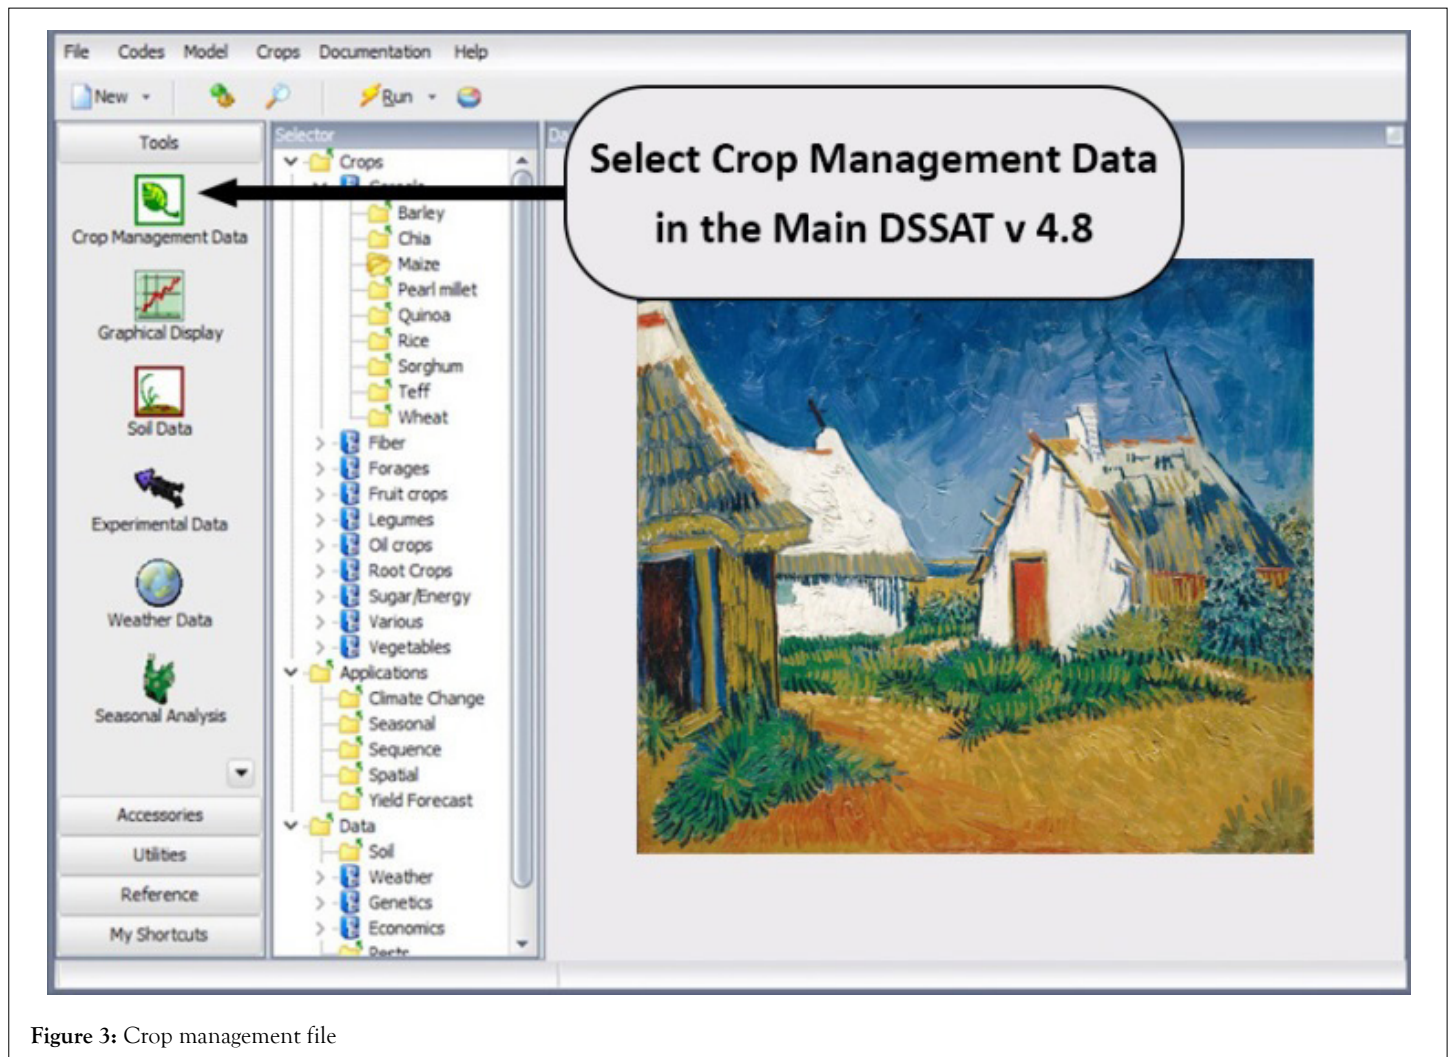 File Codes Model Crops Documentation Help
New Run
Tools
Crop Management Data
Graphical Display
Soil Data
Experimental Data
Weather Data
Seasonal Analysis
Accessories
Utilities
Reference
My Shortcuts
Selector
Crops
Barley
Chia
Maize
Pearl millet
Quinoa
Rice
Sorghum
Teff
Wheat
Fiber
Forages
Fruit crops
Legumes
Oil crops
Root Crops
Sugar/Energy
Various
Vegetables
Applications
Climate Change
Seasonal
Sequence
Spatial
Yield Forecast
Data
Soil
Weather
Genetics
Economics
Select Crop Management Data
in the Main DSSAT v 4.8
Figure 3: Crop management file